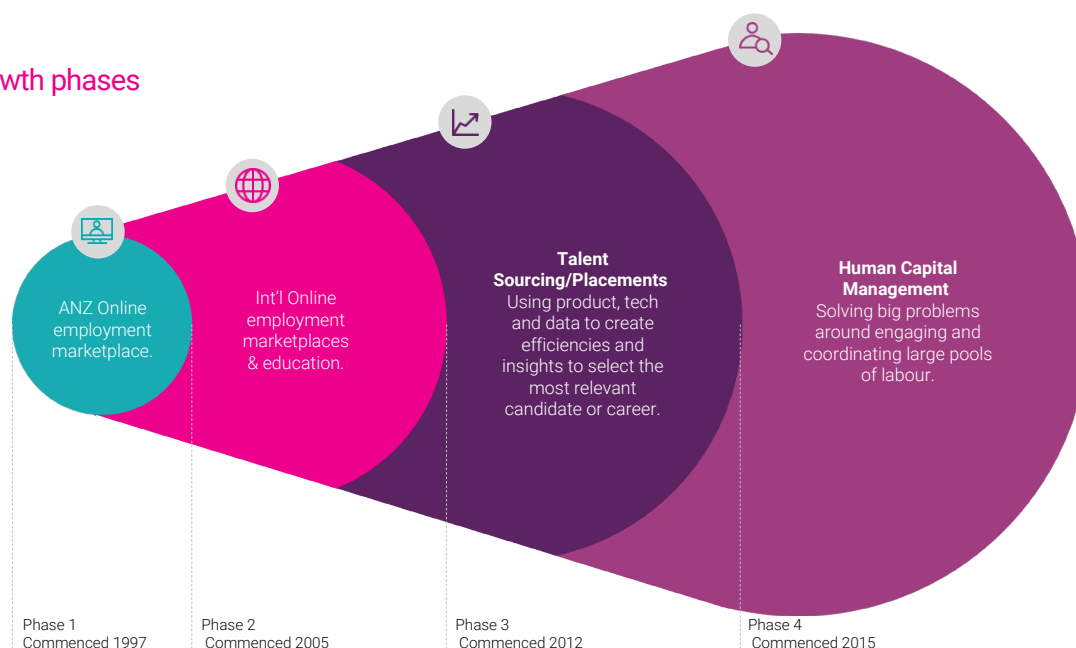 wth phases
ANZ Online
employment
marketplace.
Int'l Online
employment
marketplaces
& education.
Talent
Sourcing/Placements
Using product, tech
and data to create
efficiencies and
insights to select the
most relevant
candidate or career.
Human Capital
Management
Solving big problems
around engaging and
coordinating large pools
of labour.
Phase 1
Commenced 1997
Phase 2
Commenced 2005
Phase 3
Commenced 2012
Phase 4
Commenced 2015